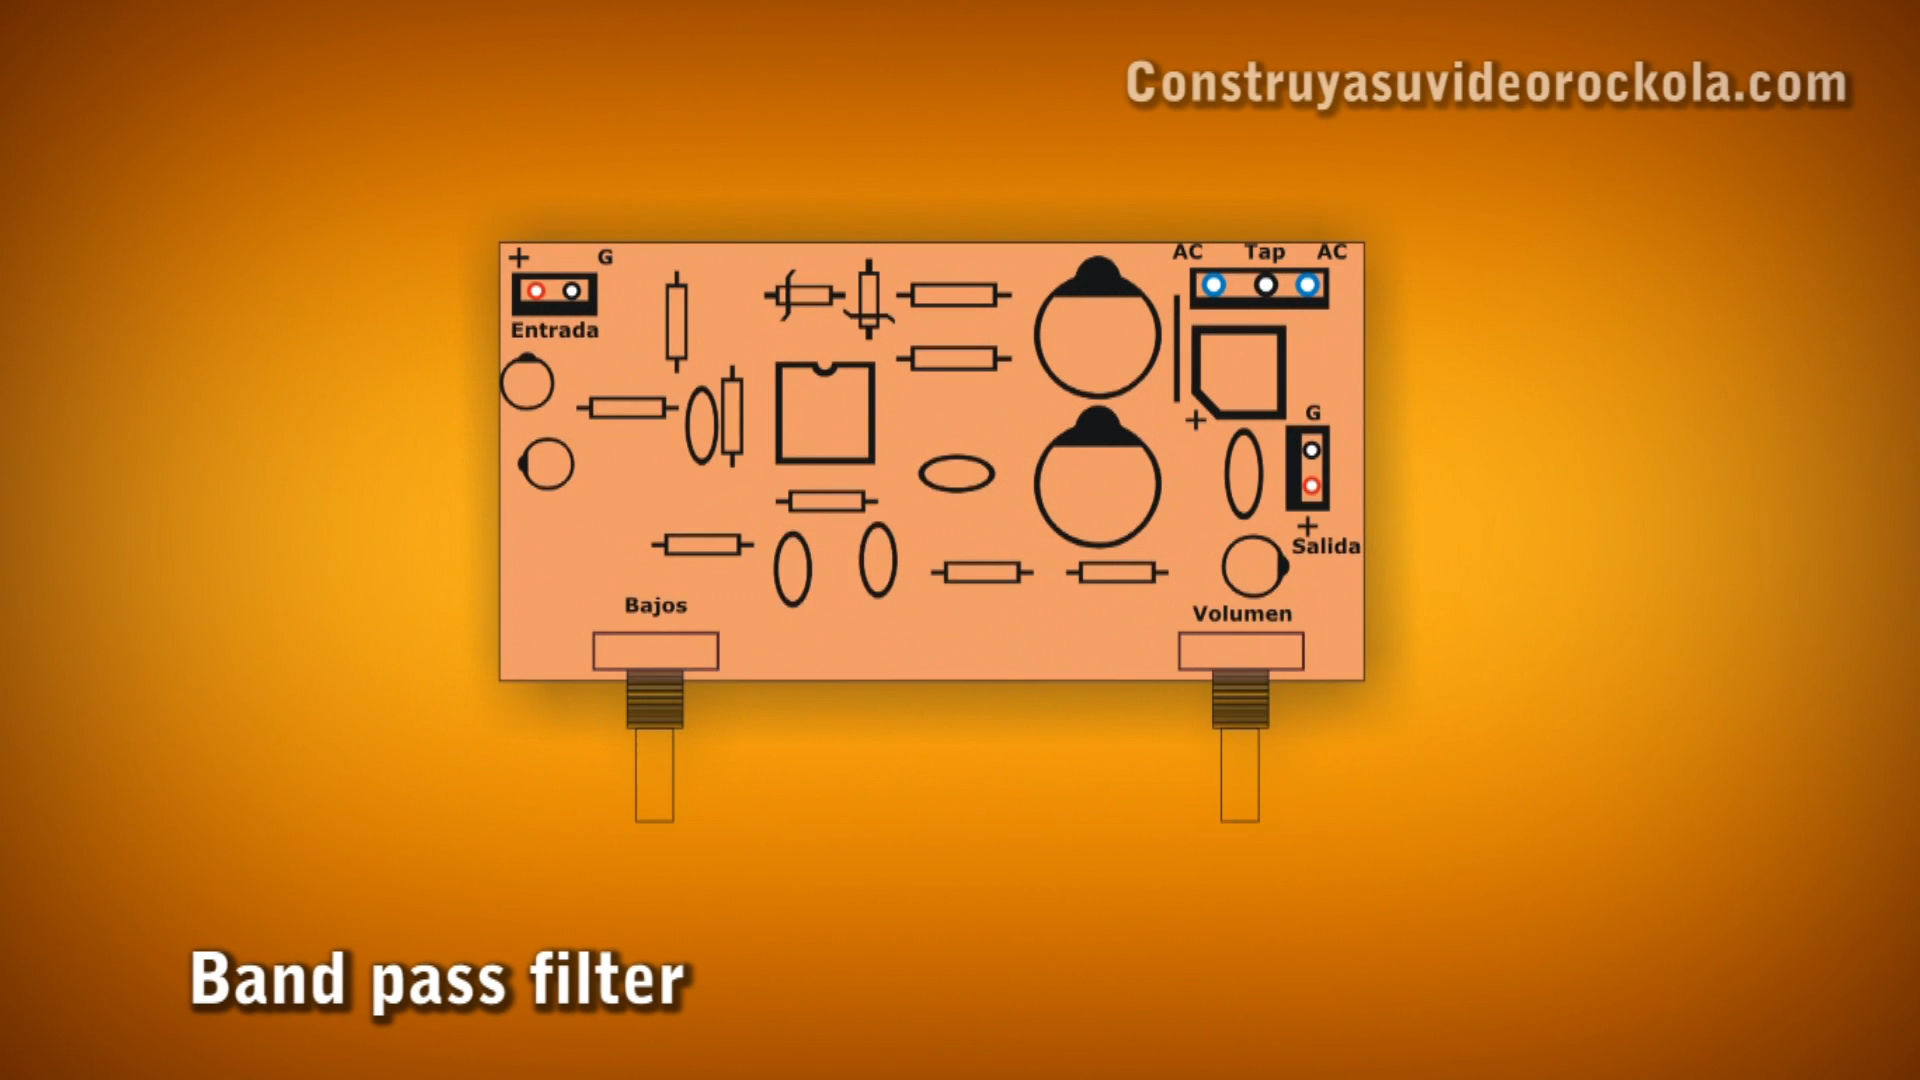 Construyasuvideorockola.com
+ G
Entrada
AC Tap AC
+
G
+
Salida
Bajos
Volumen
Band pass filter